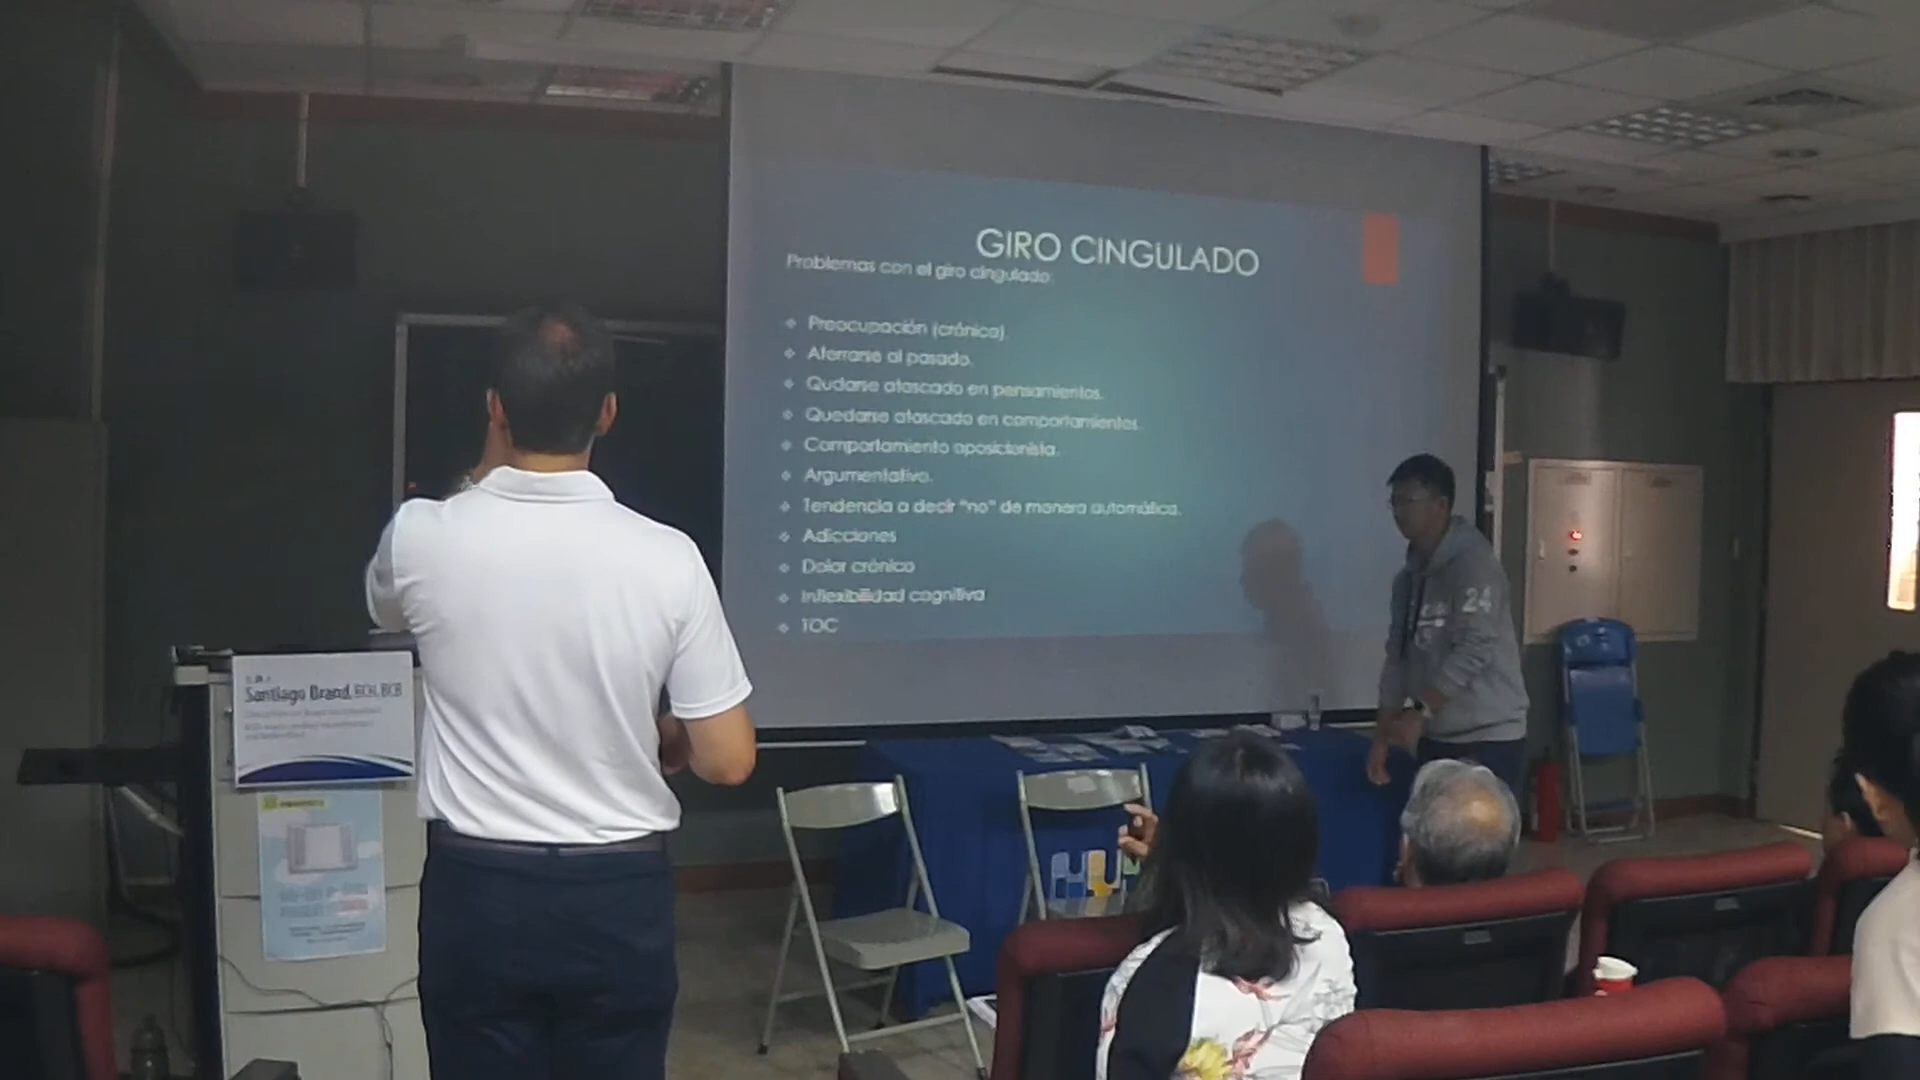 GIRO CINGULADO
Problemas con el giro cingulado:
Preocupación (crónica).
Aferrarse al pasado.
Qudarse atascado en pensamientos.
Quedarse atascado en comportamientos.
Comportamiento oposicionista.
Argumentativo.
Tendencia a decir "no" de manera automática.
Adicciones
Dolor crónico
Inflexibilidad cognitiva
TOC
24
Santiago Brand, BCN, BCB